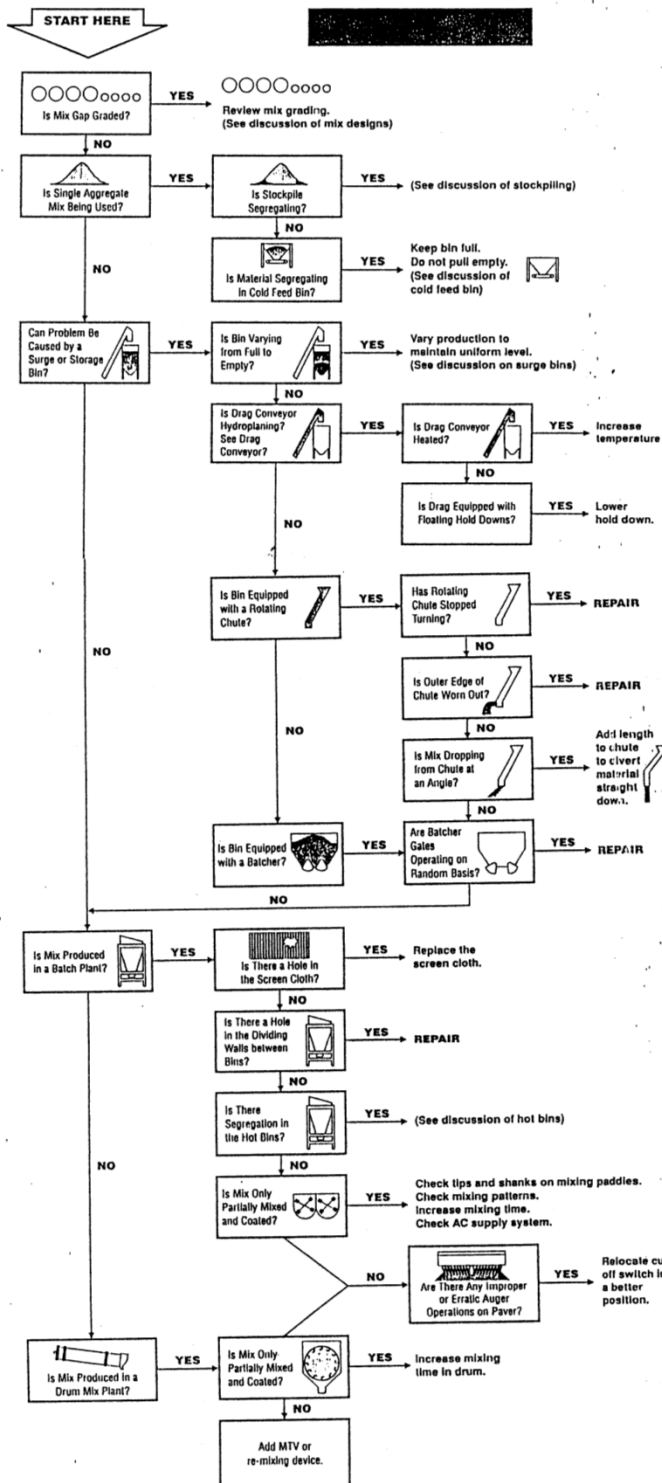 START HERE
Is Mix Gap Graded?
YES
Review mix grading.
(See discussion of mix designs)
NO
Is Single Aggregate
Mix Being Used?
YES
Is Stockpile
Segregating?
YES
(See discussion of stockpiling)
NO
NO
Is Material Segregating
In Cold Feed Bin?
YES
Keep bin full.
Do not pull empty.
(See discussion of
cold feed bin)
Can Problem Be
Caused by a
Surge or Storage
Bin?
YES
Is Bin Varying
from Full to
Empty?
YES
Vary production to
maintain uniform level.
(See discussion on surge bins)
NO
Is Drag Conveyor
Hydroplaning?
See Drag
Conveyor?
YES
Is Drag Conveyor
Heated?
YES
Increase
temperature
NO
Is Drag Equipped with
Floating Hold Downs?
YES
Lower
hold down.
NO
Is Bin Equipped
with a Rotating
Chute?
YES
Has Rotating
Chute Stopped
Turning?
YES
REPAIR
NO
NO
Is Outer Edge of
Chute Worn Out?
YES
REPAIR
NO
NO
Is Mix Dropping
from Chute at
an Angle?
YES
Add length
to chute
to divert
material
straight
down.
NO
Is Bin Equipped
with a Batcher?
YES
Are Batcher
Gates
Operating on
Random Basis?
YES
REPAIR
NO
Is Mix Produced
in a Batch Plant?
YES
Is There a Hole in
the Screen Cloth?
YES
Replace the
screen cloth.
NO
Is There a Hole
in the Dividing
Walls between
Bins?
YES
REPAIR
NO
Is There
Segregation in
the Hot Bins?
YES
(See discussion of hot bins)
NO
NO
Is Mix Only
Partially Mixed
and Coated?
YES
Check tips and shanks on mixing paddles.
Check mixing patterns.
Increase mixing time.
Check AC supply system.
NO
Are There Any Improper
or Erratic Auger
Operations on Paver?
YES
Relocate cu
off switch in
a better
position.
Is Mix Produced in a
Drum Mix Plant?
YES
Is Mix Only
Partially Mixed
and Coated?
YES
Increase mixing
time in drum.
NO
Add MTV or
re-mixing device.